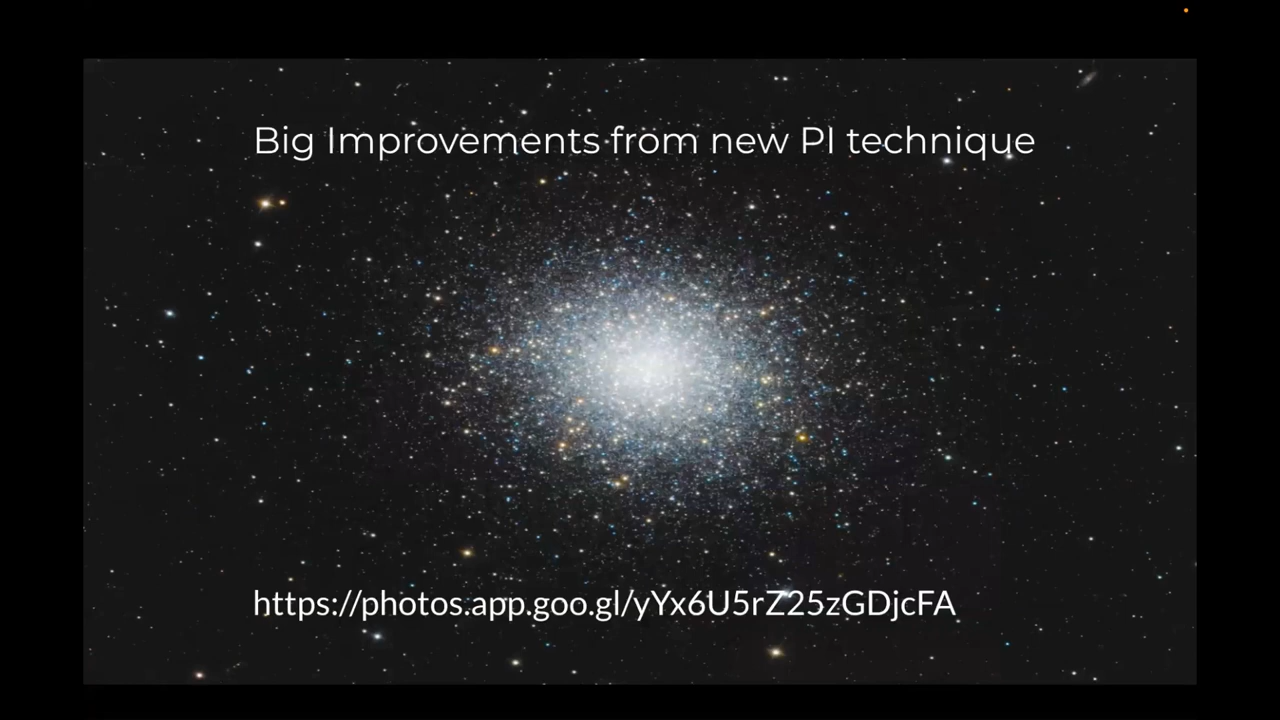 Big Improvements from new PI technique
https://photos.app.goo.gl/yYx6U5rZ25zGDjcFA